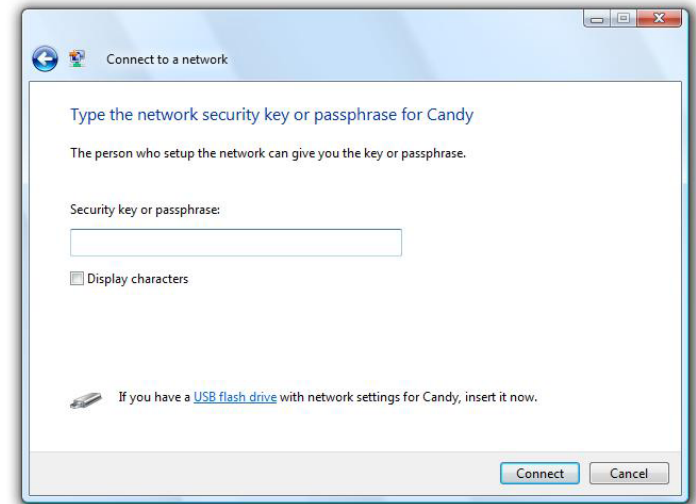 Connect to a network
Type the network security key or passphrase for Candy
The person who setup the network can give you the key or passphrase.
Security key or passphrase:
Display characters
If you have a USB flash drive with network settings for Candy, insert it now.
Connect Cancel